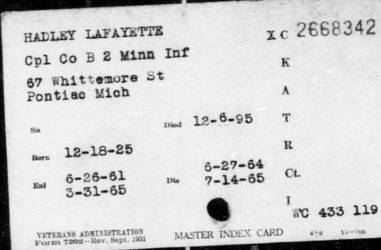 HADLEY LAFAYETTE XC 2668342
Cpl Co B 2 Minn Inf K
67 Whittemore St
Pontiac Mich A
Sn Died 12-6-95 T
Born 12-18-25 R
Enl 6-26-61 Dis 6-27-64 Ct.
3-31-65 7-14-65 I
WC 433 119
VETERANS ADMINISTRATION MASTER INDEX CARD
Form 7202—Rev. Sept. 1931